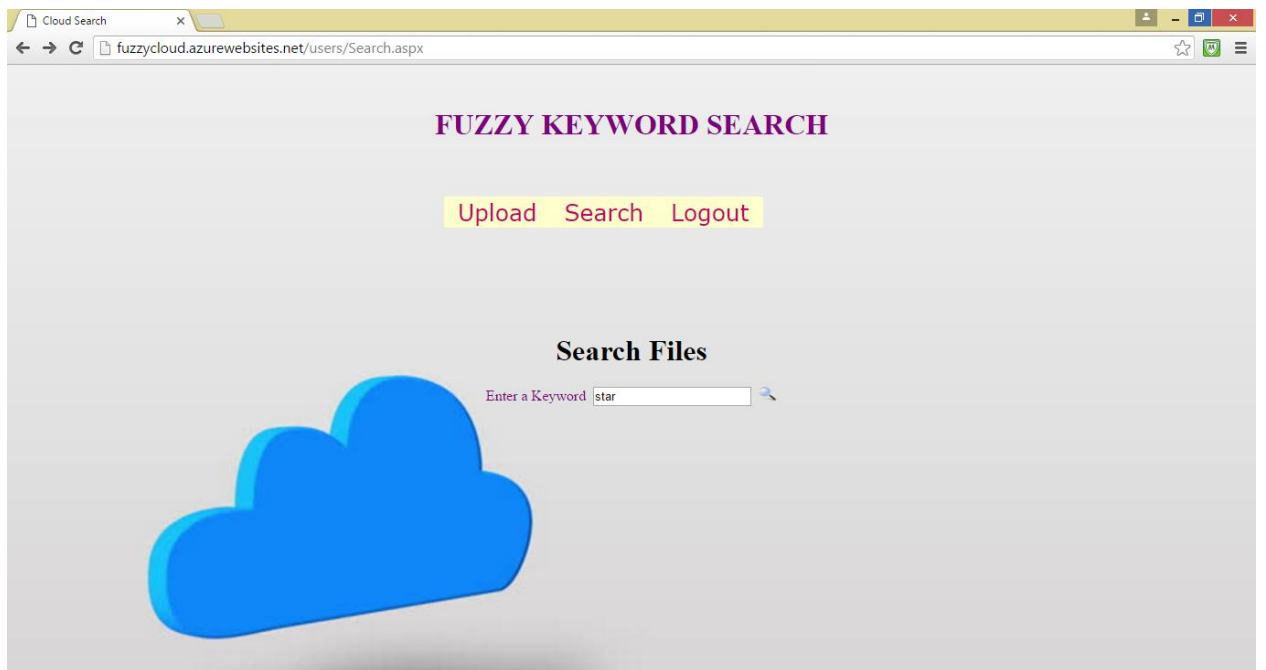 Cloud Search
fuzzycloud.azurewebsites.net/users/Search.aspx
FUZZY KEYWORD SEARCH
Upload Search Logout
Search Files
Enter a Keyword star